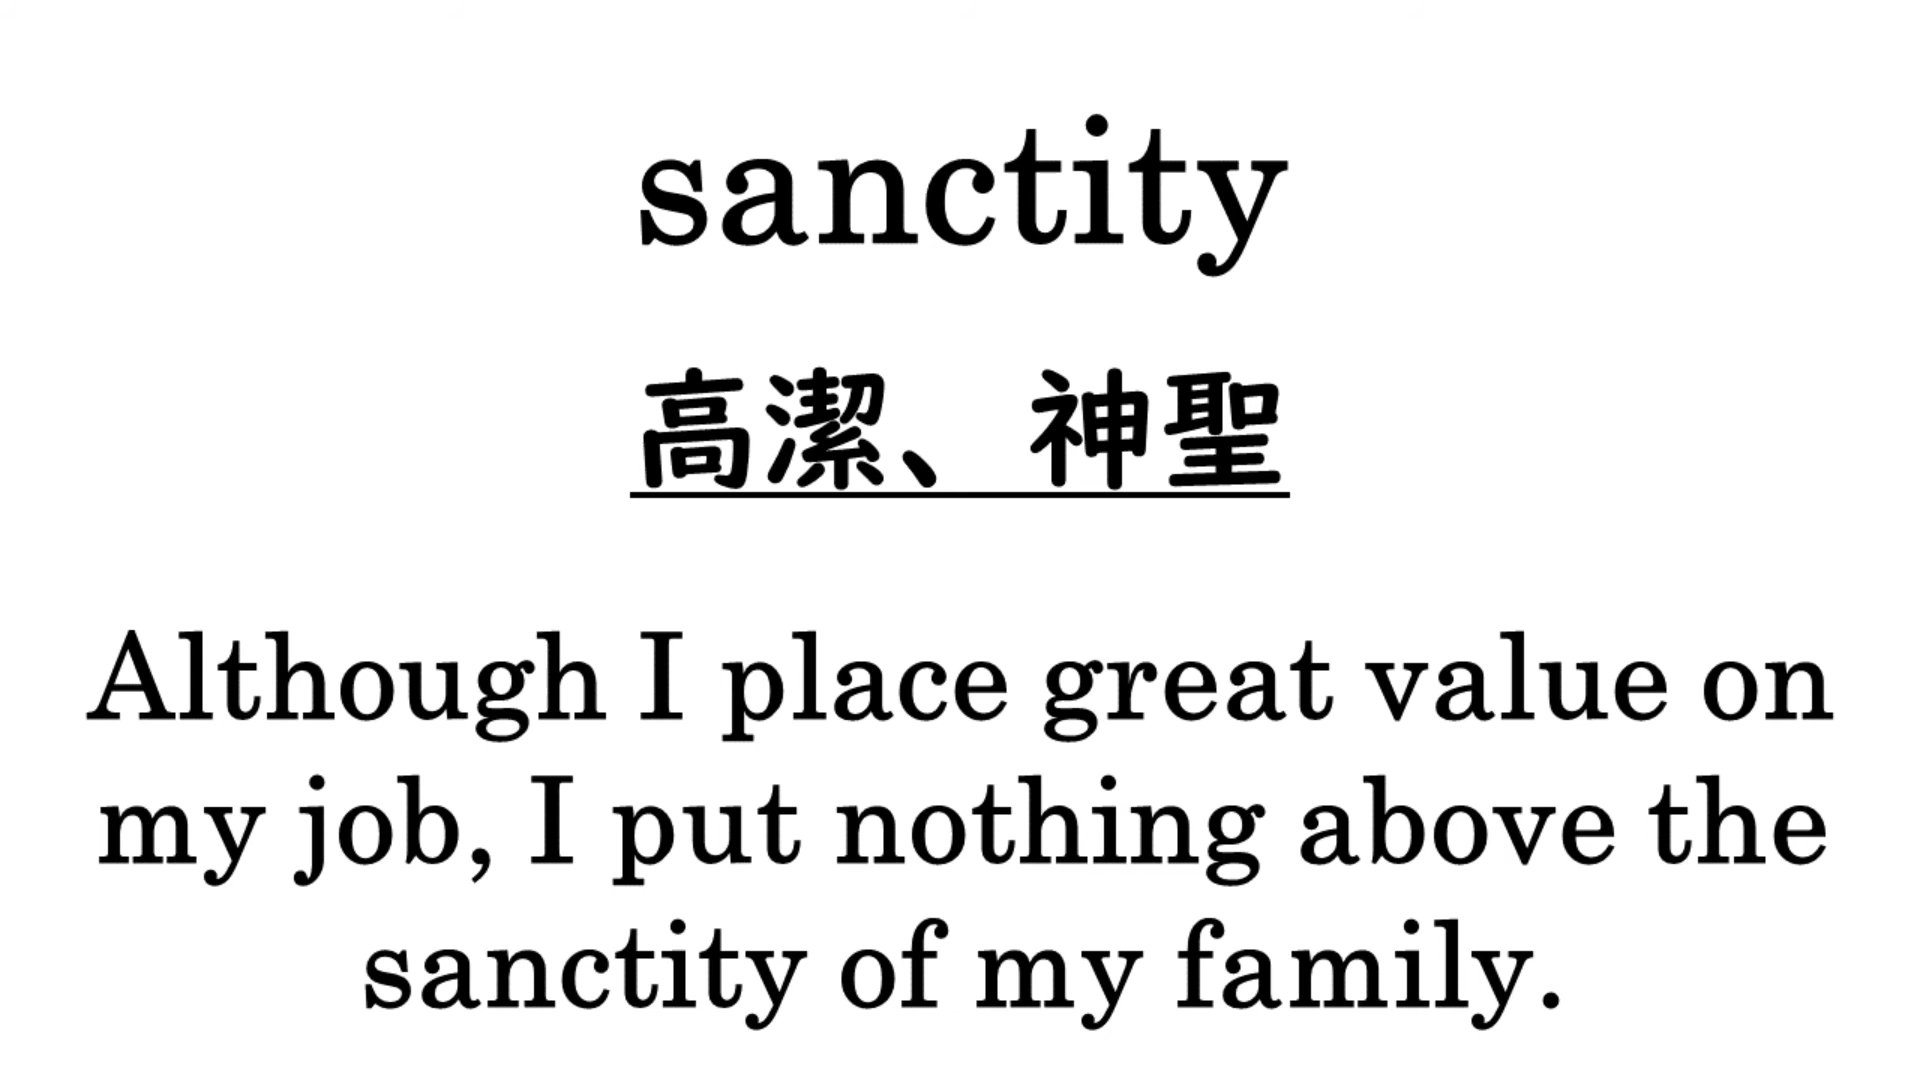 sanctity
高潔、神聖
Although I place great value on
my job, I put nothing above the
sanctity of my family.